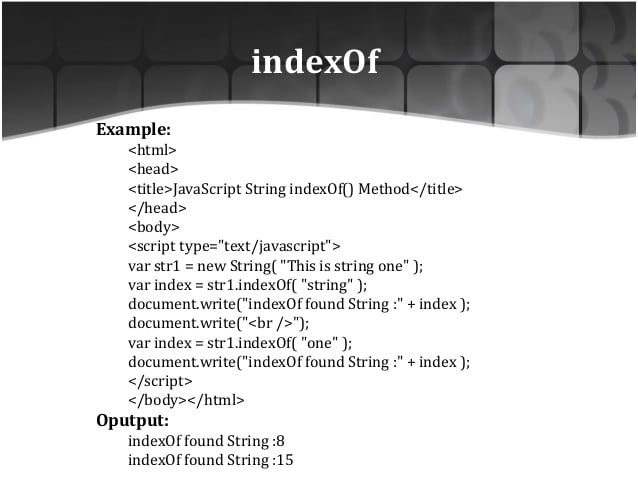 indexOf
Example:
<html>
<head>
<title>JavaScript String indexOf() Method</title>
</head>
<body>
<script type="text/javascript">
var str1 = new String( "This is string one" );
var index = str1.indexOf( "string" );
document.write("indexOf found String :" + index );
document.write("<br />");
var index = str1.indexOf( "one" );
document.write("indexOf found String :" + index );
</script>
</body></html>
Oputput:
indexOf found String :8
indexOf found String :15